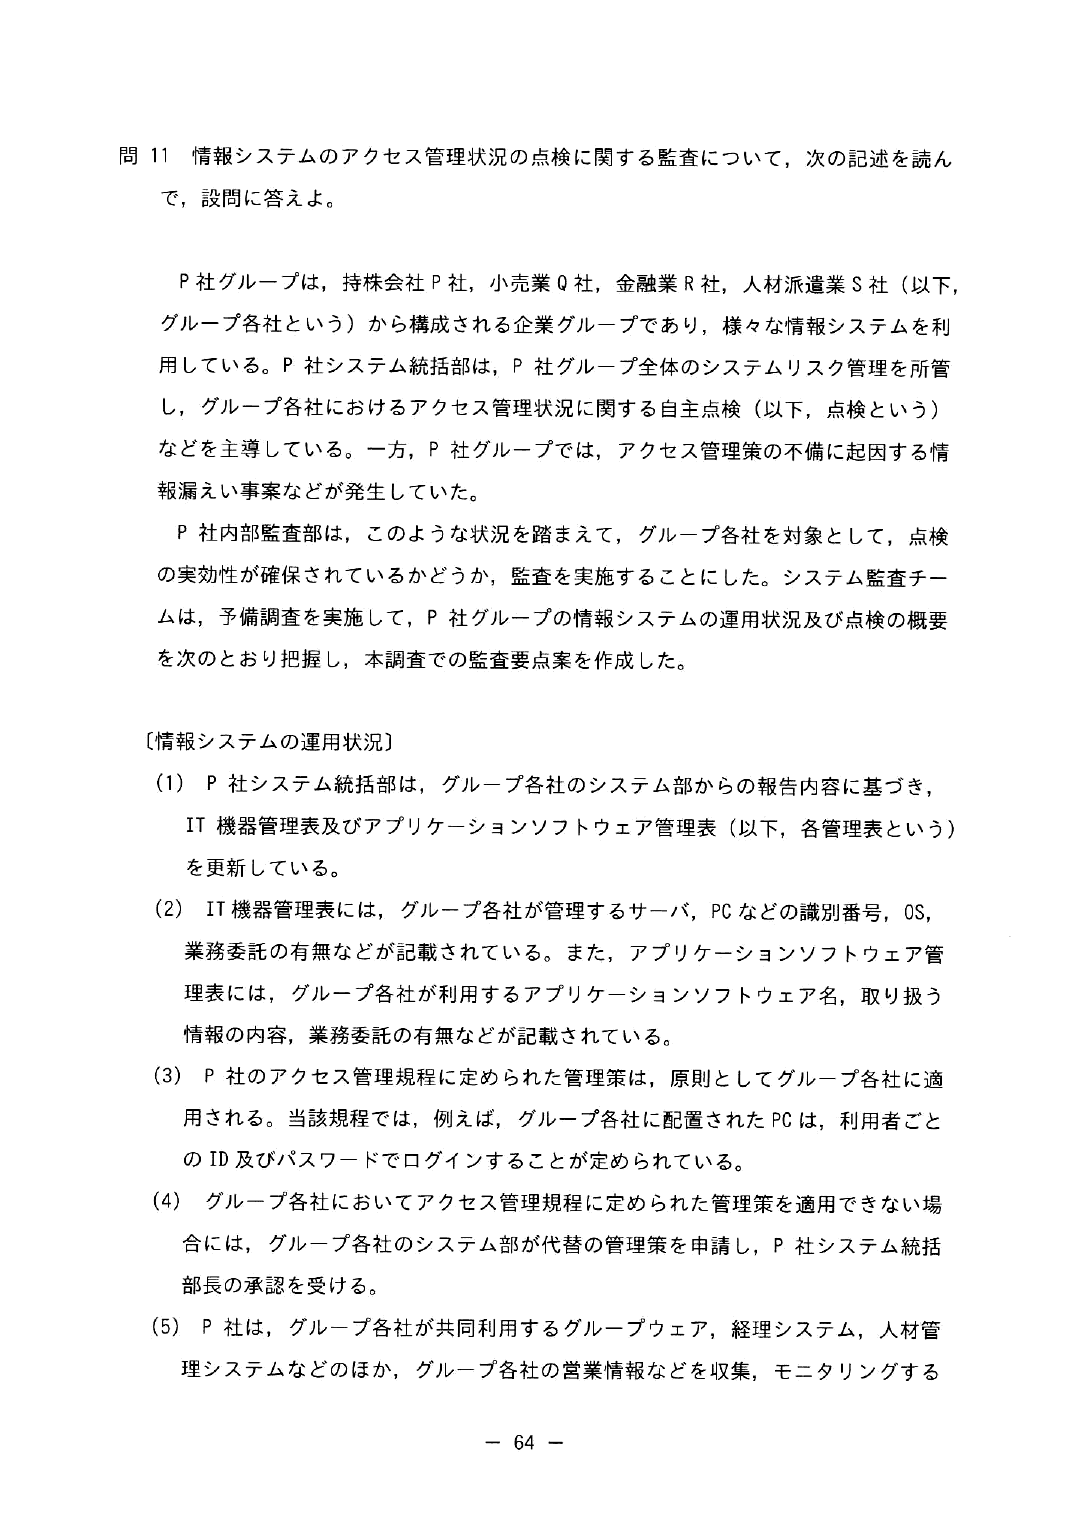 問 11 情報システムのアクセス管理状況の点検に関する監査について，次の記述を読ん
で，設問に答えよ。
P 社グループは，持株会社 P 社，小売業 Q 社，金融業 R 社，人材派遣業 S 社（以下，
グループ各社という）から構成される企業グループであり，様々な情報システムを利
用している。P 社システム統括部は，P 社グループ全体のシステムリスク管理を所管
し，グループ各社におけるアクセス管理状況に関する自主点検（以下，点検という）
などを主導している。一方，P 社グループでは，アクセス管理策の不備に起因する情
報漏えい事案などが発生していた。
P 社内部監査部は，このような状況を踏まえて，グループ各社を対象として，点検
の実効性が確保されているかどうか，監査を実施することにした。システム監査チー
ムは，予備調査を実施して，P 社グループの情報システムの運用状況及び点検の概要
を次のとおり把握し，本調査での監査要点案を作成した。
〔情報システムの運用状況〕
(1) P 社システム統括部は，グループ各社のシステム部からの報告内容に基づき，
IT 機器管理表及びアプリケーションソフトウェア管理表（以下，各管理表という）
を更新している。
(2) IT 機器管理表には，グループ各社が管理するサーバ，PC などの識別番号，OS，
業務委託の有無などが記載されている。また，アプリケーションソフトウェア管
理表には，グループ各社が利用するアプリケーションソフトウェア名，取り扱う
情報の内容，業務委託の有無などが記載されている。
(3) P 社のアクセス管理規程に定められた管理策は，原則としてグループ各社に適
用される。当該規程では，例えば，グループ各社に配置された PC は，利用者ごと
の ID 及びパスワードでログインすることが定められている。
(4) グループ各社においてアクセス管理規程に定められた管理策を適用できない場
合には，グループ各社のシステム部が代替の管理策を申請し，P 社システム統括
部長の承認を受ける。
(5) P 社は，グループ各社が共同利用するグループウェア，経理システム，人材管
理システムなどのほか，グループ各社の営業情報などを収集，モニタリングする
－ 64 －